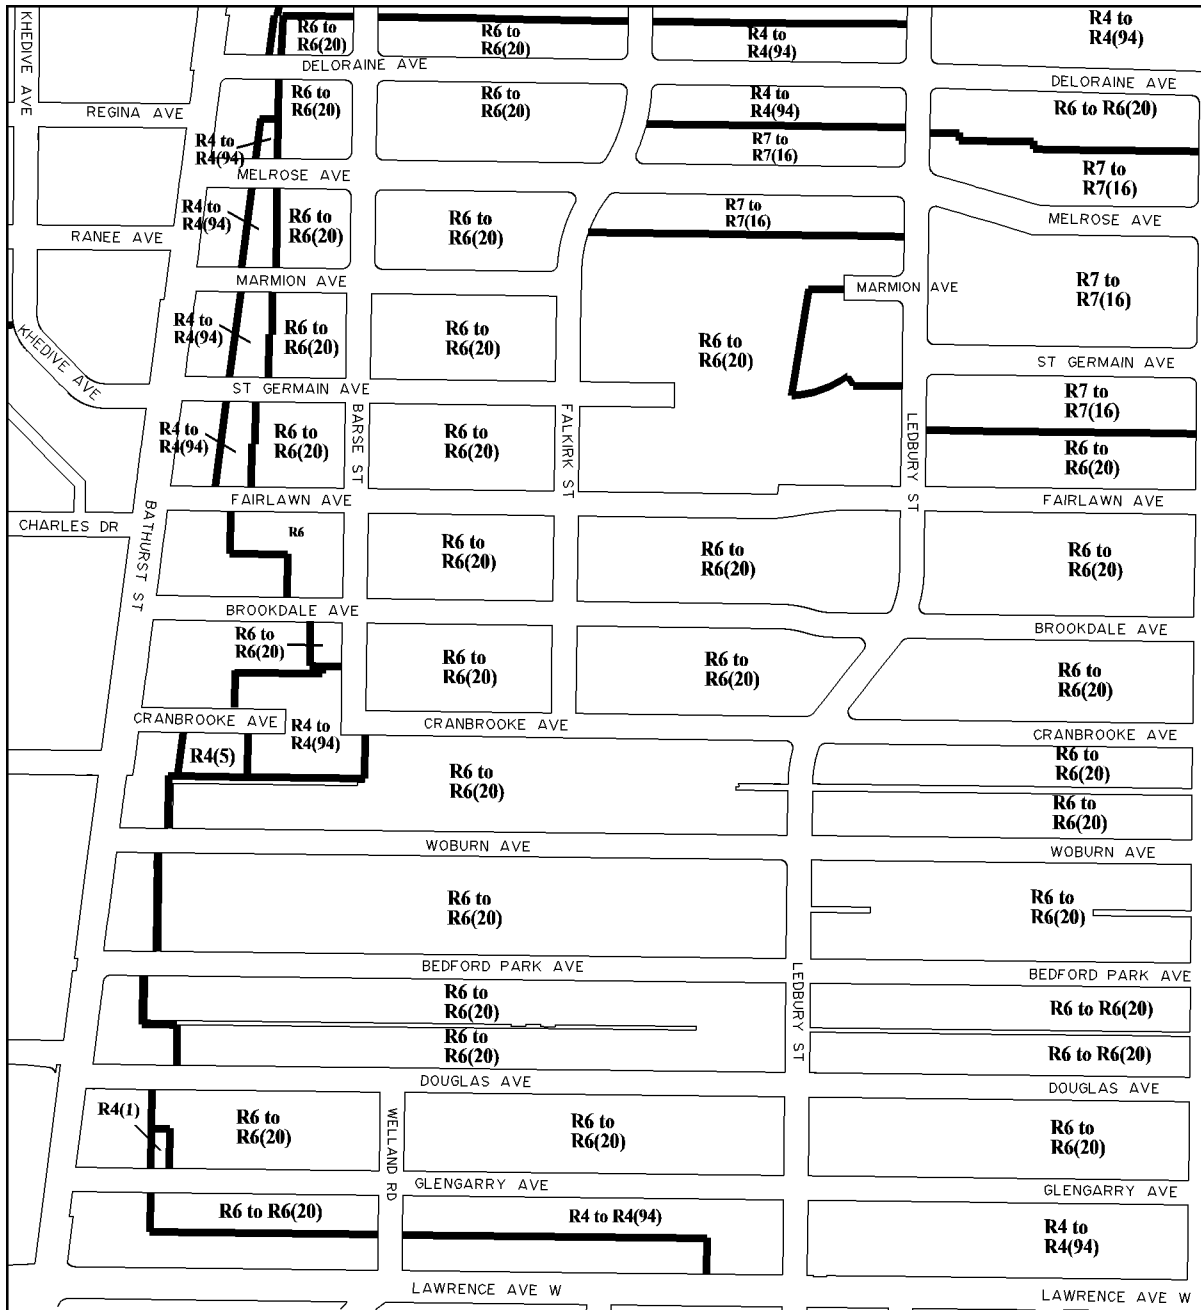 KHEDIVE AVE
R6 to
R6(20)
R6 to
R6(20)
R4 to
R4(94)
R4 to
R4(94)
DELORAINE AVE
DELORAINE AVE
REGINA AVE
R6 to
R6(20)
R6 to
R6(20)
R4 to
R4(94)
R6 to R6(20)
R4 to
R4(94)
R7 to
R7(16)
R7 to
R7(16)
MELROSE AVE
MELROSE AVE
RANEE AVE
R4 to
R4(94)
R6 to
R6(20)
R6 to
R6(20)
R7 to
R7(16)
MARMION AVE
MARMION AVE
R7 to
R7(16)
KHEDIVE AVE
R4 to
R4(94)
R6 to
R6(20)
R6 to
R6(20)
R6 to
R6(20)
ST GERMAIN AVE
ST GERMAIN AVE
R4 to
R4(94)
R6 to
R6(20)
BARSE ST
R6 to
R6(20)
FALKIRK ST
LEDBURY ST
R7 to
R7(16)
R6 to
R6(20)
FAIRLAWN AVE
FAIRLAWN AVE
CHARLES DR
BATHURST ST
R6
R6 to
R6(20)
R6 to
R6(20)
R6 to
R6(20)
BROOKDALE AVE
BROOKDALE AVE
R6 to
R6(20)
R6 to
R6(20)
R6 to
R6(20)
R6 to
R6(20)
CRANBROOKE AVE
CRANBROOKE AVE
CRANBROOKE AVE
R4 to
R4(94)
R4(5)
R6 to
R6(20)
R6 to
R6(20)
R6 to
R6(20)
WOBURN AVE
WOBURN AVE
R6 to
R6(20)
R6 to
R6(20)
BEDFORD PARK AVE
BEDFORD PARK AVE
LEDBURY ST
R6 to
R6(20)
R6 to R6(20)
R6 to
R6(20)
R6 to R6(20)
DOUGLAS AVE
DOUGLAS AVE
R4(1)
R6 to
R6(20)
WELLAND RD
R6 to
R6(20)
R6 to
R6(20)
GLENGARRY AVE
GLENGARRY AVE
R6 to R6(20)
R4 to R4(94)
R4 to
R4(94)
LAWRENCE AVE W
LAWRENCE AVE W